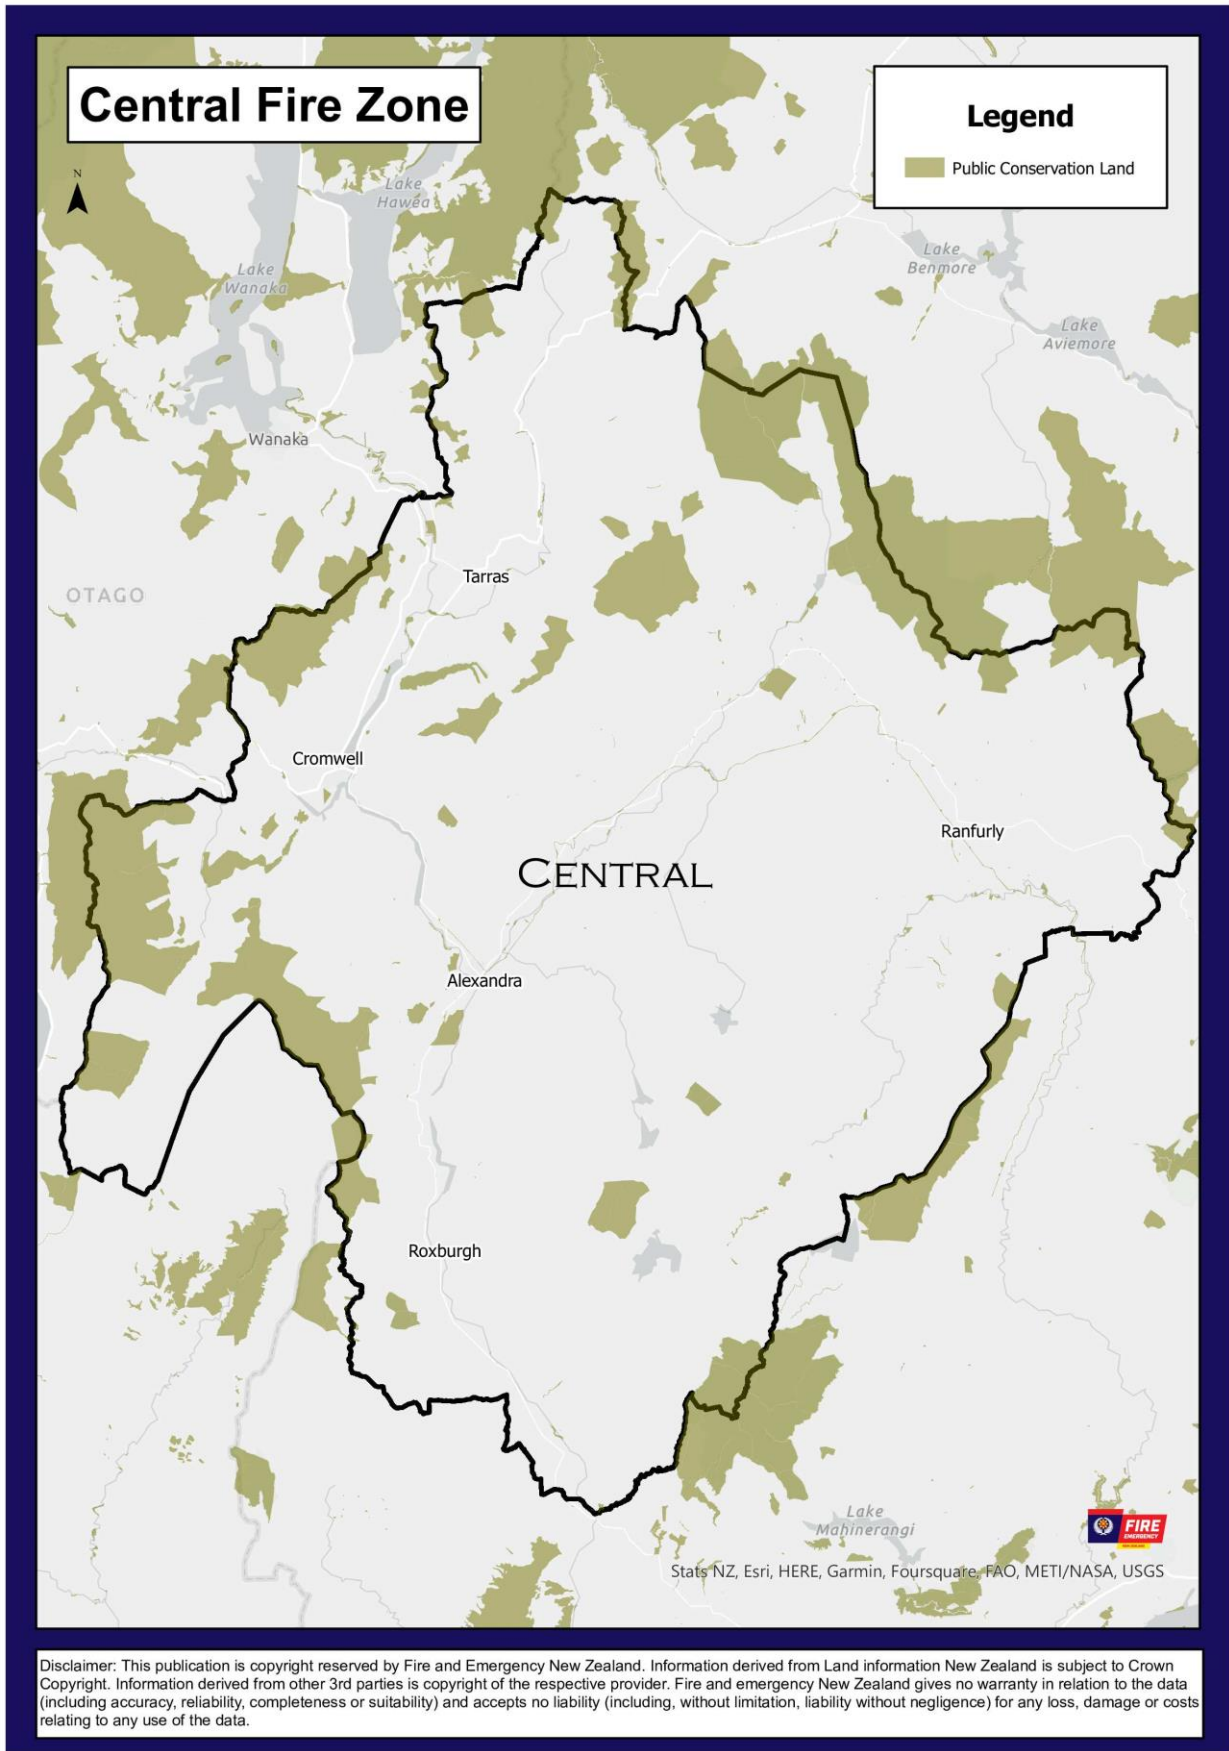 Central Fire Zone
Legend
Public Conservation Land
N
Lake
Hawea
Lake
Wanaka
Lake
Benmore
Lake
Aviemore
Wanaka
Tarras
OTAGO
Cromwell
Ranfurly
CENTRAL
Alexandra
Roxburgh
Lake
Mahinerangi
FIRE
EMERGENCY
Stats NZ, Esri, HERE, Garmin, Foursquare, FAO, METI/NASA, USGS
Disclaimer: This publication is copyright reserved by Fire and Emergency New Zealand. Information derived from Land information New Zealand is subject to Crown
Copyright. Information derived from other 3rd parties is copyright of the respective provider. Fire and emergency New Zealand gives no warranty in relation to the data
(including accuracy, reliability, completeness or suitability) and accepts no liability (including, without limitation, liability without negligence) for any loss, damage or costs
relating to any use of the data.